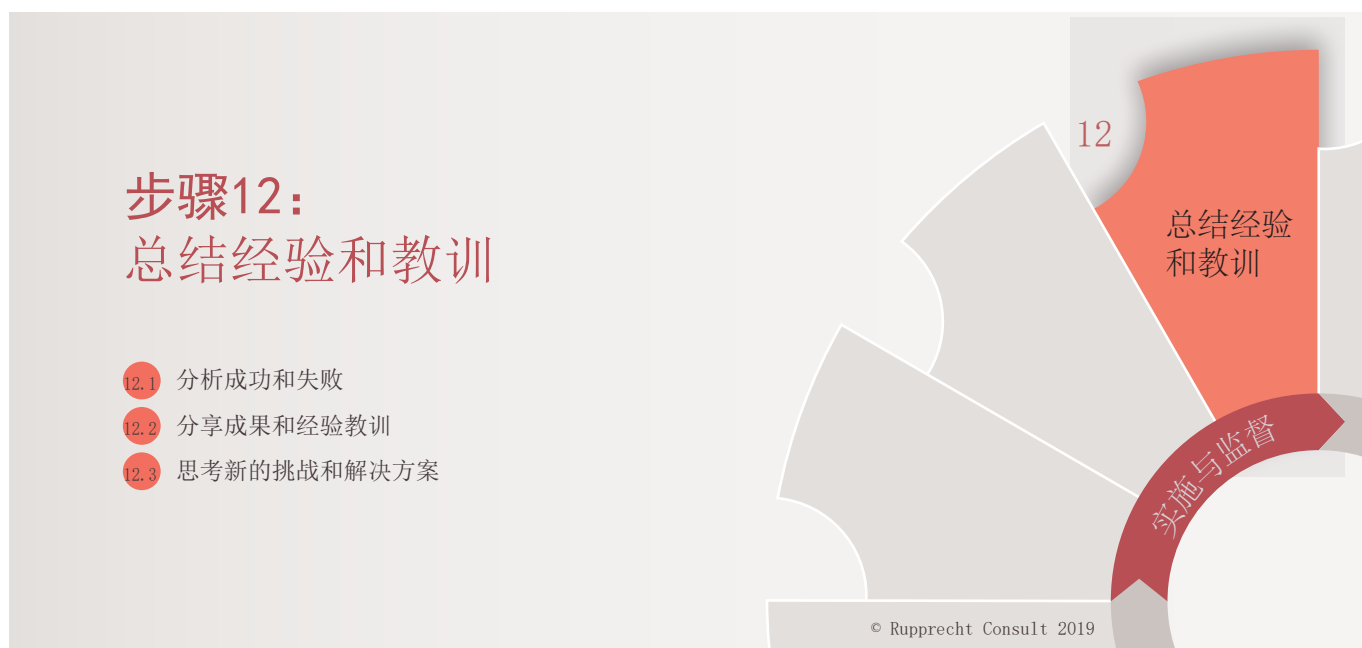 步骤12：
总结经验和教训
12.1 分析成功和失败
12.2 分享成果和经验教训
12.3 思考新的挑战和解决方案
12
总结经验
和教训
实施与监督
© Rupprecht Consult 2019